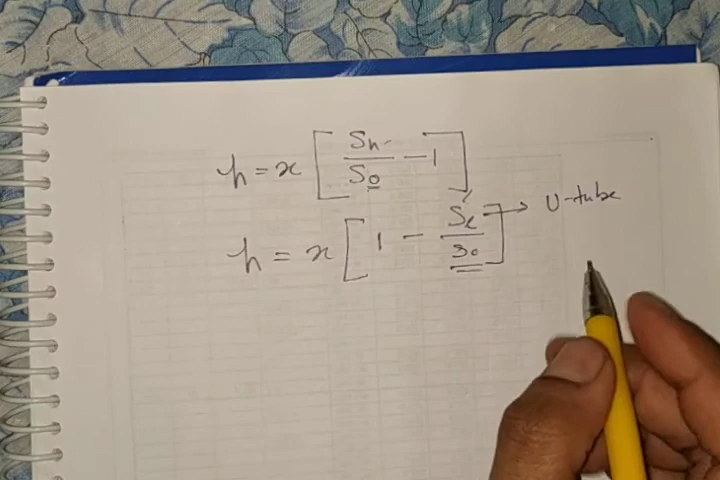 h = x [ Sh / So - 1 ]
h = x [ 1 - Sl / So ] → U-tube